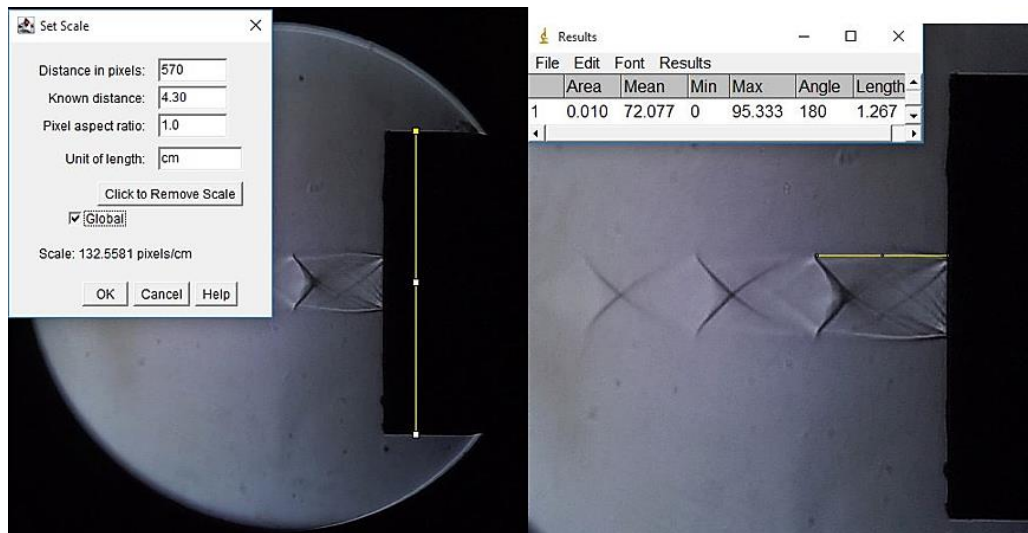 Set Scale
Distance in pixels: 570
Known distance: 4.30
Pixel aspect ratio: 1.0
Unit of length: cm
Click to Remove Scale
Global
Scale: 132.5581 pixels/cm
OK Cancel Help
Results
File Edit Font Results
Area Mean Min Max Angle Length
1 0.010 72.077 0 95.333 180 1.267